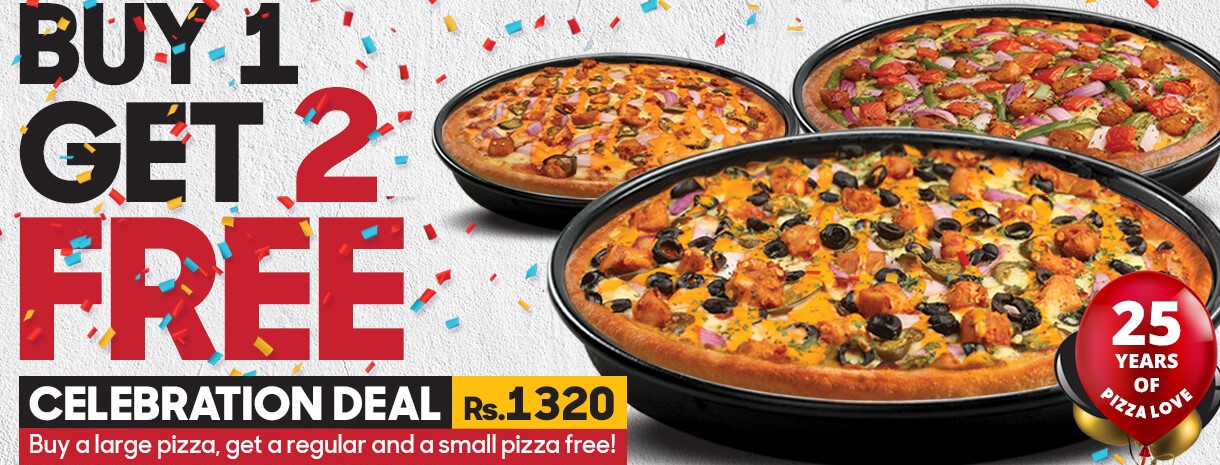 BUY 1
GET 2
FREE
CELEBRATION DEAL Rs.1320
Buy a large pizza, get a regular and a small pizza free!
25
YEARS
OF
PIZZA LOVE